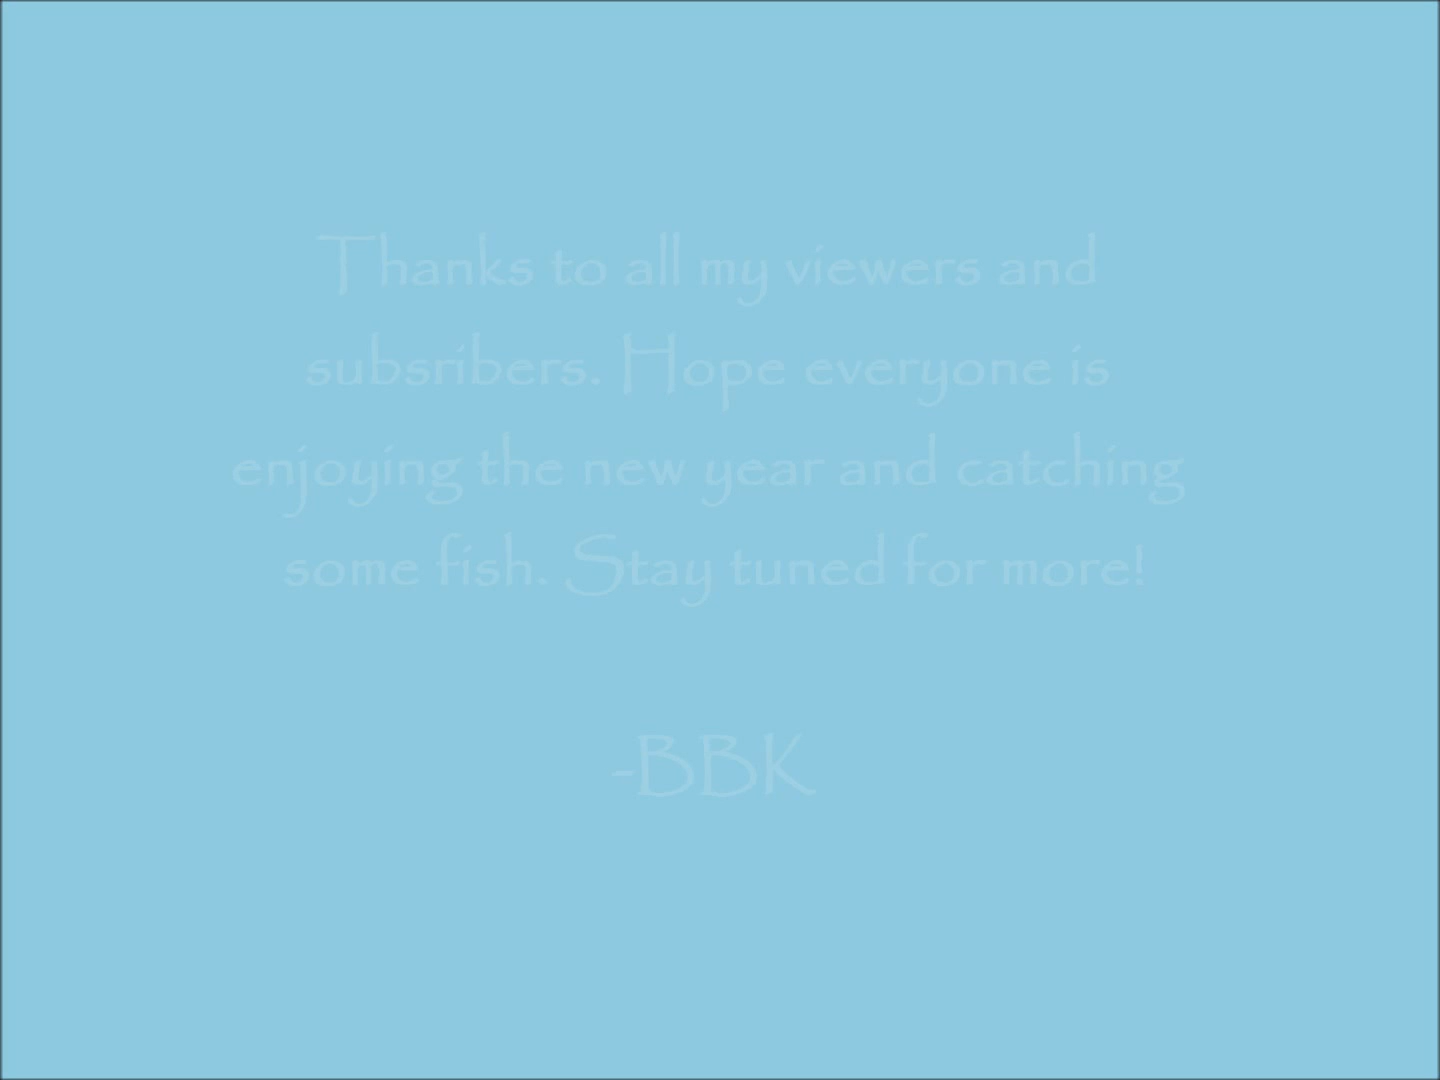 Thanks to all my viewers and
subsribers. Hope everyone is
enjoying the new year and catching
some fish. Stay tuned for more!
-BBK